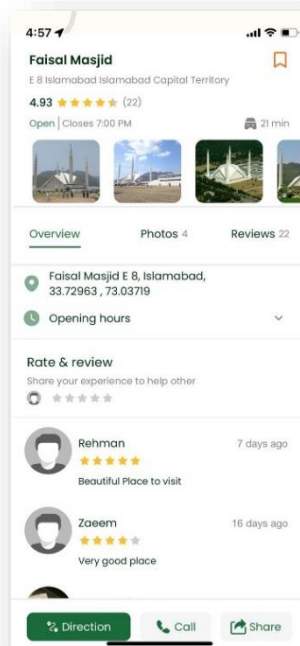 4:57
Faisal Masjid
E 8 Islamabad Islamabad Capital Territory
4.93 (22)
Open | Closes 7:00 PM 21 min
Overview Photos 4 Reviews 22
Faisal Masjid E 8, Islamabad,
33.72963 , 73.03719
Opening hours
Rate & review
Share your experience to help other
Rehman 7 days ago
Beautiful Place to visit
Zaeem 16 days ago
Very good place
Direction Call Share